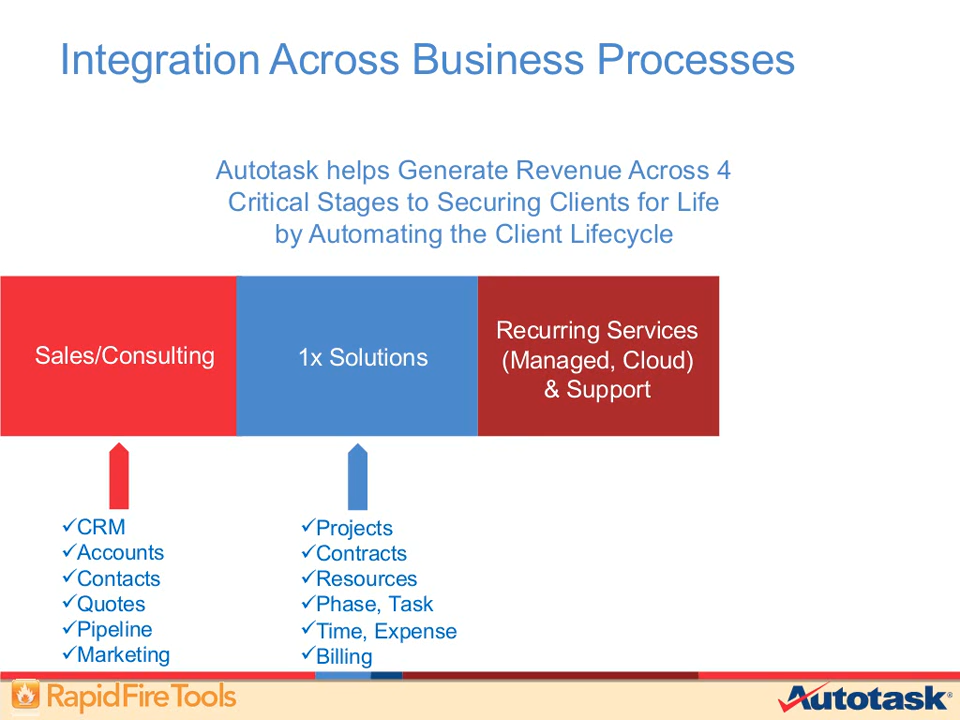 Integration Across Business Processes
Autotask helps Generate Revenue Across 4
Critical Stages to Securing Clients for Life
by Automating the Client Lifecycle
Sales/Consulting
1x Solutions
Recurring Services
(Managed, Cloud)
& Support
✓CRM
✓Accounts
✓Contacts
✓Quotes
✓Pipeline
✓Marketing
✓Projects
✓Contracts
✓Resources
✓Phase, Task
✓Time, Expense
✓Billing
RapidFireTools
Autotask®